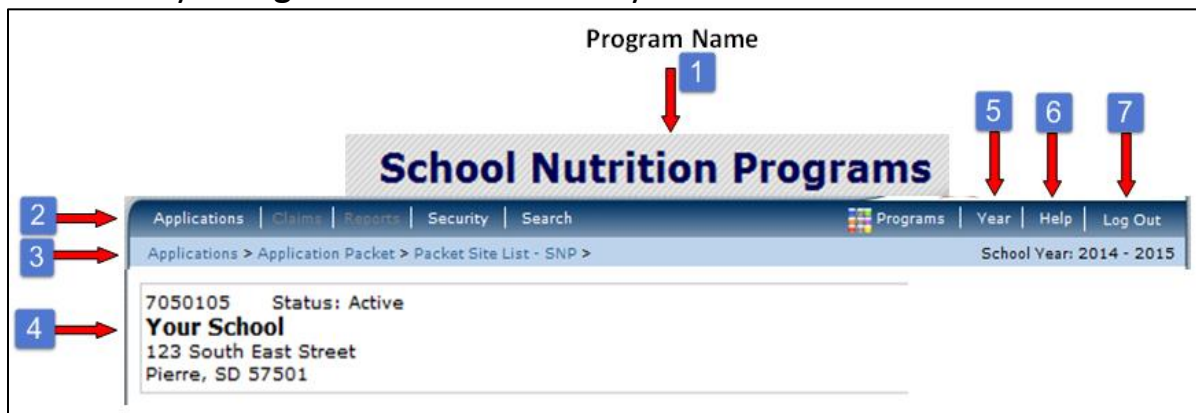 Program Name
1
5 6 7
School Nutrition Programs
2
Applications | Claims | Reports | Security | Search Programs | Year | Help | Log Out
3
Applications > Application Packet > Packet Site List - SNP > School Year: 2014 - 2015
7050105 Status: Active
4
Your School
123 South East Street
Pierre, SD 57501